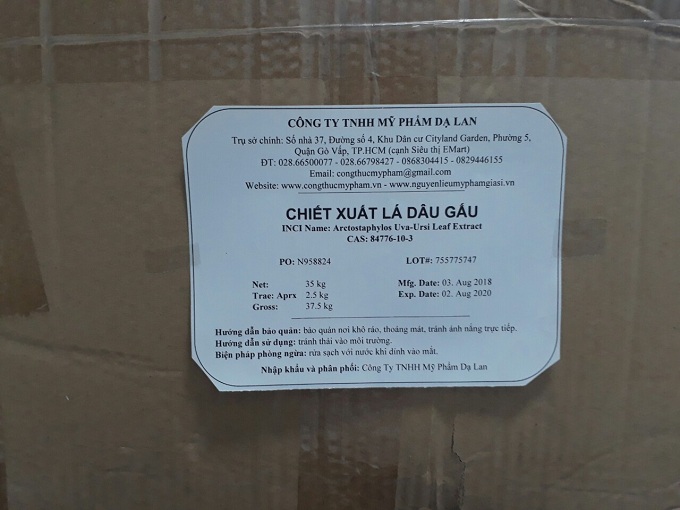 CÔNG TY TNHH MỸ PHẨM DẠ LAN
Trụ sở chính: Số nhà 37, Đường số 4, Khu Dân cư Cityland Garden, Phường 5,
Quận Gò Vấp, TP.HCM (cạnh Siêu thị EMart)
ĐT: 028.66500077 - 028.66798427 - 0868304415 - 0829446155
Email: congthucmypham@gmail.com
Website: www.congthucmypham.vn - www.nguyenlieumyphamgiasi.vn
CHIẾT XUẤT LÁ DÂU GẤU
INCI Name: Arctostaphylos Uva-Ursi Leaf Extract
CAS: 84776-10-3
PO: N958824 LOT#: 755775747
Net: 35 kg Mfg. Date: 03. Aug 2018
Trae: Aprx 2.5 kg Exp. Date: 02. Aug 2020
Gross: 37.5 kg
Hướng dẫn bảo quản: bảo quản nơi khô ráo, thoáng mát, tránh ánh nắng trực tiếp.
Hướng dẫn sử dụng: tránh thải vào môi trường.
Biện pháp phòng ngừa: rửa sạch với nước khi dính vào mắt.
Nhập khẩu và phân phối: Công Ty TNHH Mỹ Phẩm Dạ Lan